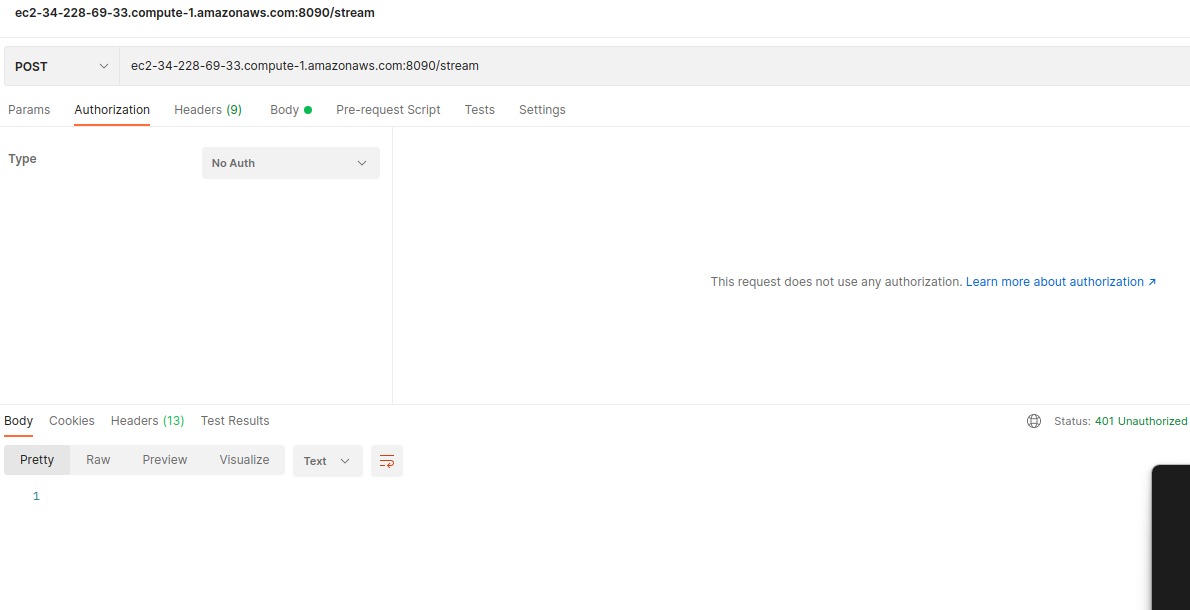 ec2-34-228-69-33.compute-1.amazonaws.com:8090/stream
POST ec2-34-228-69-33.compute-1.amazonaws.com:8090/stream
Params Authorization Headers (9) Body Pre-request Script Tests Settings
Type No Auth
This request does not use any authorization. Learn more about authorization ↗
Body Cookies Headers (13) Test Results Status: 401 Unauthorized
Pretty Raw Preview Visualize Text
1